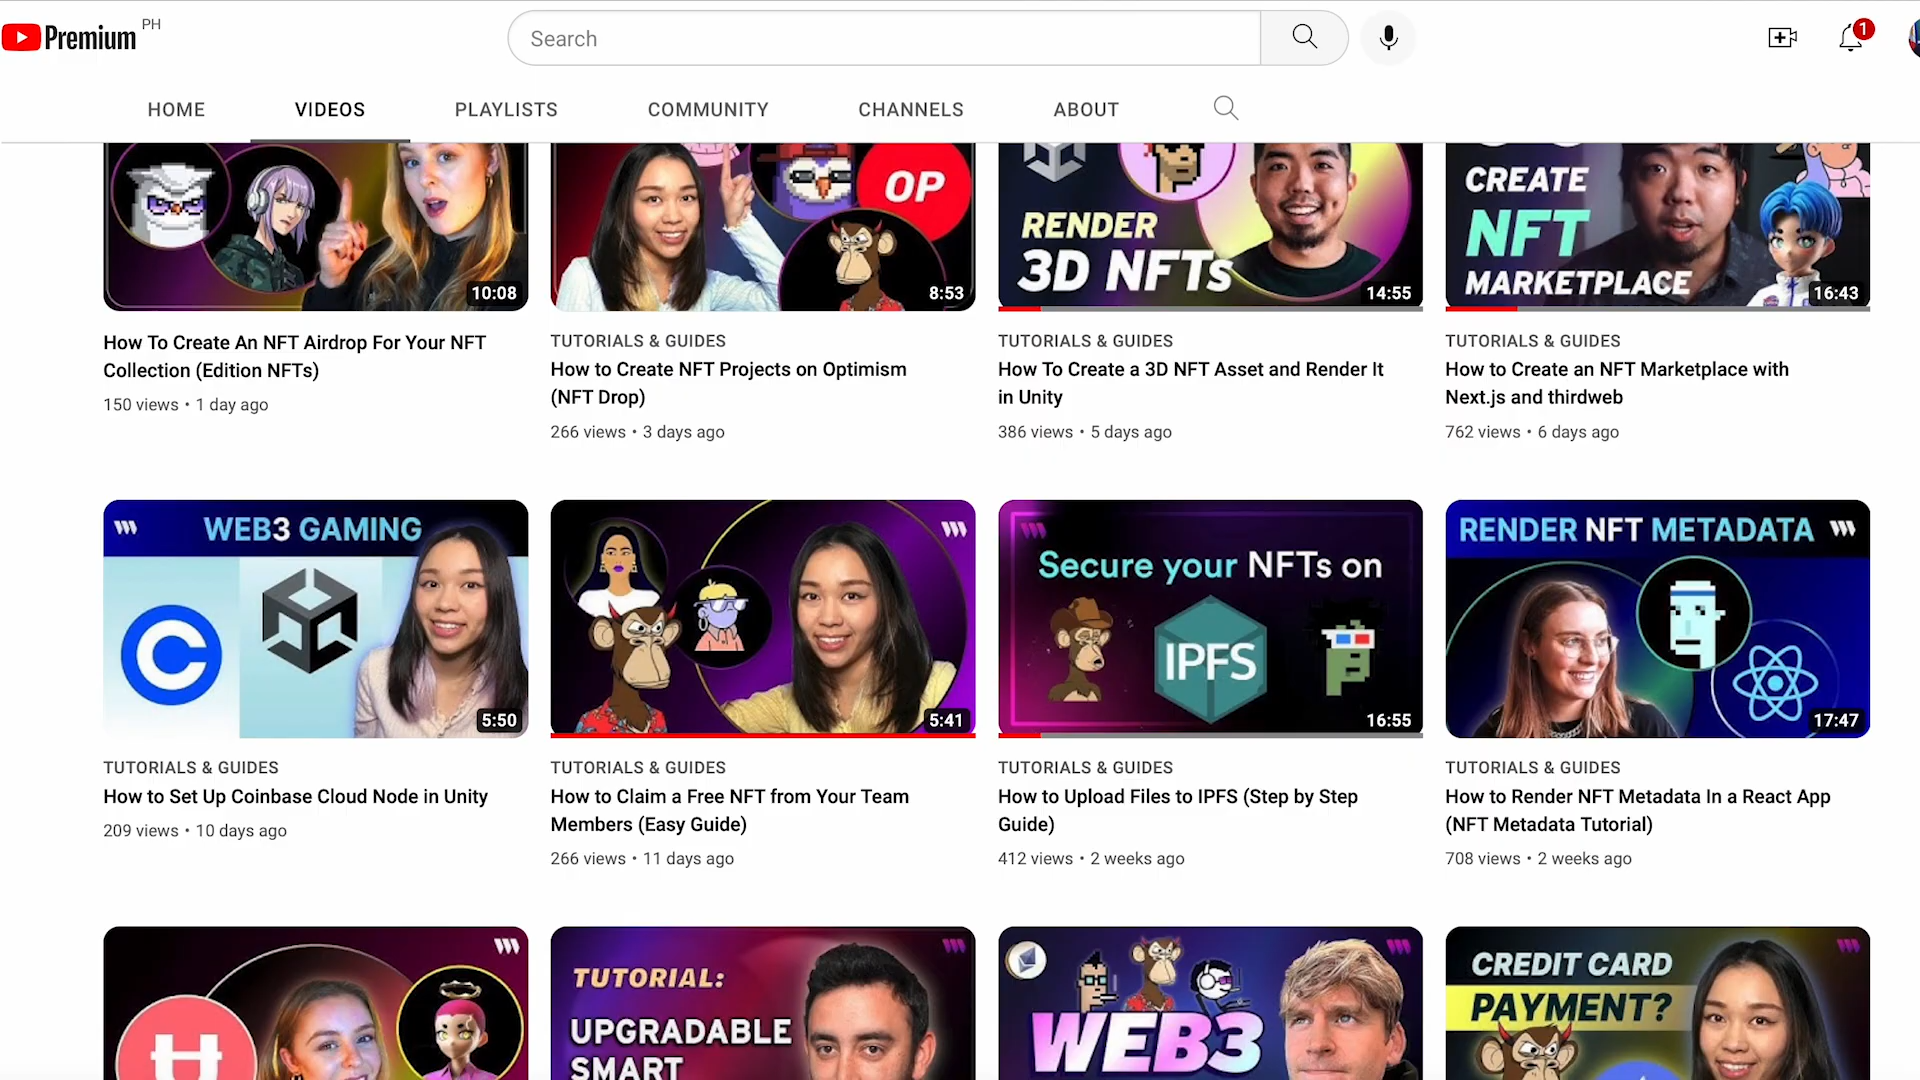 Premium PH
Search
1
HOME VIDEOS PLAYLISTS COMMUNITY CHANNELS ABOUT
10:08
OP
8:53
RENDER
3D NFTs
14:55
CREATE
NFT
MARKETPLACE
16:43
How To Create An NFT Airdrop For Your NFT
Collection (Edition NFTs)
150 views • 1 day ago
TUTORIALS & GUIDES
How to Create NFT Projects on Optimism
(NFT Drop)
266 views • 3 days ago
TUTORIALS & GUIDES
How To Create a 3D NFT Asset and Render It
in Unity
386 views • 5 days ago
TUTORIALS & GUIDES
How to Create an NFT Marketplace with
Next.js and thirdweb
762 views • 6 days ago
WEB3 GAMING
5:50
5:41
Secure your NFTs on
IPFS
16:55
RENDER NFT METADATA
17:47
TUTORIALS & GUIDES
How to Set Up Coinbase Cloud Node in Unity
209 views • 10 days ago
TUTORIALS & GUIDES
How to Claim a Free NFT from Your Team
Members (Easy Guide)
266 views • 11 days ago
TUTORIALS & GUIDES
How to Upload Files to IPFS (Step by Step
Guide)
412 views • 2 weeks ago
TUTORIALS & GUIDES
How to Render NFT Metadata In a React App
(NFT Metadata Tutorial)
708 views • 2 weeks ago
TUTORIAL:
UPGRADABLE
SMART
WEB3
CREDIT CARD
PAYMENT?